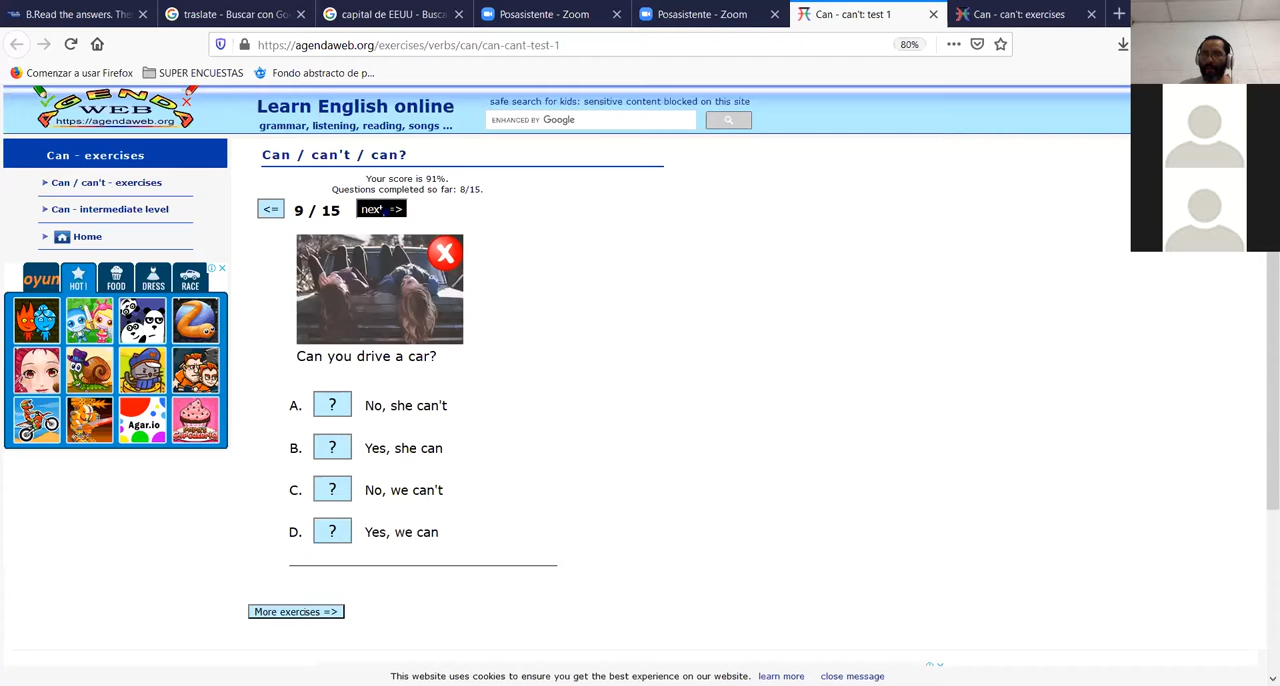 B.Read the answers. The
traslate - Buscar con Go
capital de EEUU - Busca
Posasistente - Zoom
Posasistente - Zoom
Can - can't: test 1
Can - can't: exercises
https://agendaweb.org/exercises/verbs/can/can-cant-test-1
80%
Comenzar a usar Firefox
SUPER ENCUESTAS
Fondo abstracto de p...
WEB
https://agendaweb.org
Learn English online
grammar, listening, reading, songs ...
safe search for kids: sensitive content blocked on this site
ENHANCED BY Google
Can - exercises
Can / can't - exercises
Can - intermediate level
Home
oyun
HOT!
FOOD
DRESS
RACE
Agar.io
Can / can't / can?
Your score is 91%.
Questions completed so far: 8/15.
<= 9 / 15 next =>
Can you drive a car?
A. ? No, she can't
B. ? Yes, she can
C. ? No, we can't
D. ? Yes, we can
More exercises =>
This website uses cookies to ensure you get the best experience on our website. learn more close message